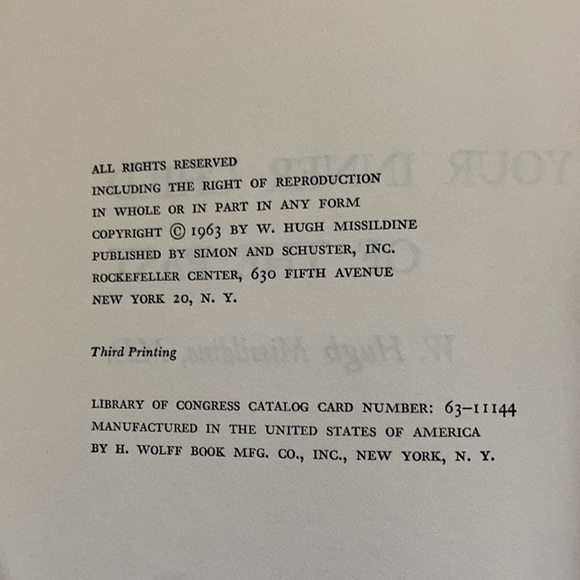 ALL RIGHTS RESERVED
INCLUDING THE RIGHT OF REPRODUCTION
IN WHOLE OR IN PART IN ANY FORM
COPYRIGHT © 1963 BY W. HUGH MISSILDINE
PUBLISHED BY SIMON AND SCHUSTER, INC.
ROCKEFELLER CENTER, 630 FIFTH AVENUE
NEW YORK 20, N. Y.
Third Printing
LIBRARY OF CONGRESS CATALOG CARD NUMBER: 63-11144
MANUFACTURED IN THE UNITED STATES OF AMERICA
BY H. WOLFF BOOK MFG. CO., INC., NEW YORK, N. Y.